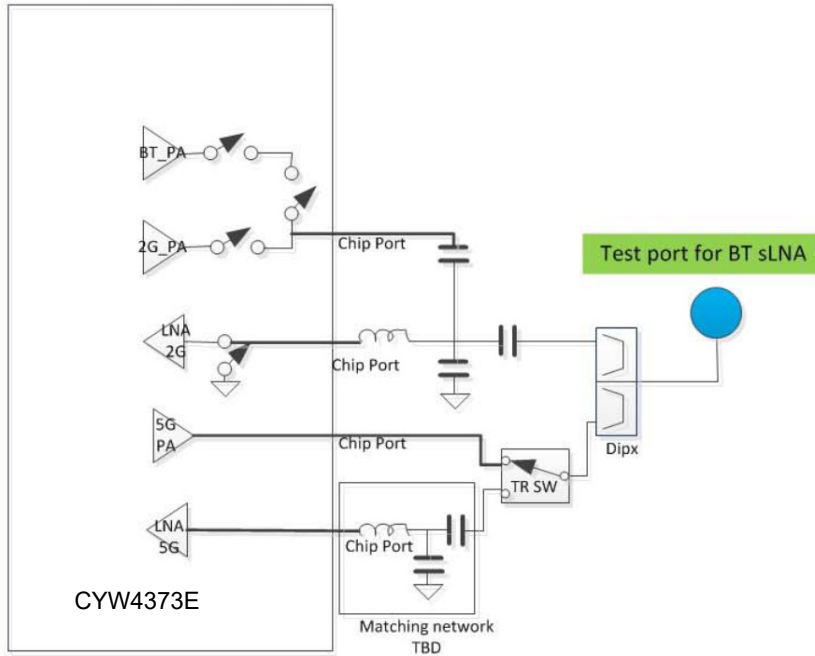 BT_PA
2G_PA
Chip Port
Test port for BT sLNA
LNA
2G
Chip Port
5G
PA
Chip Port
Dipx
TR SW
LNA
5G
Chip Port
CYW4373E
Matching network
TBD